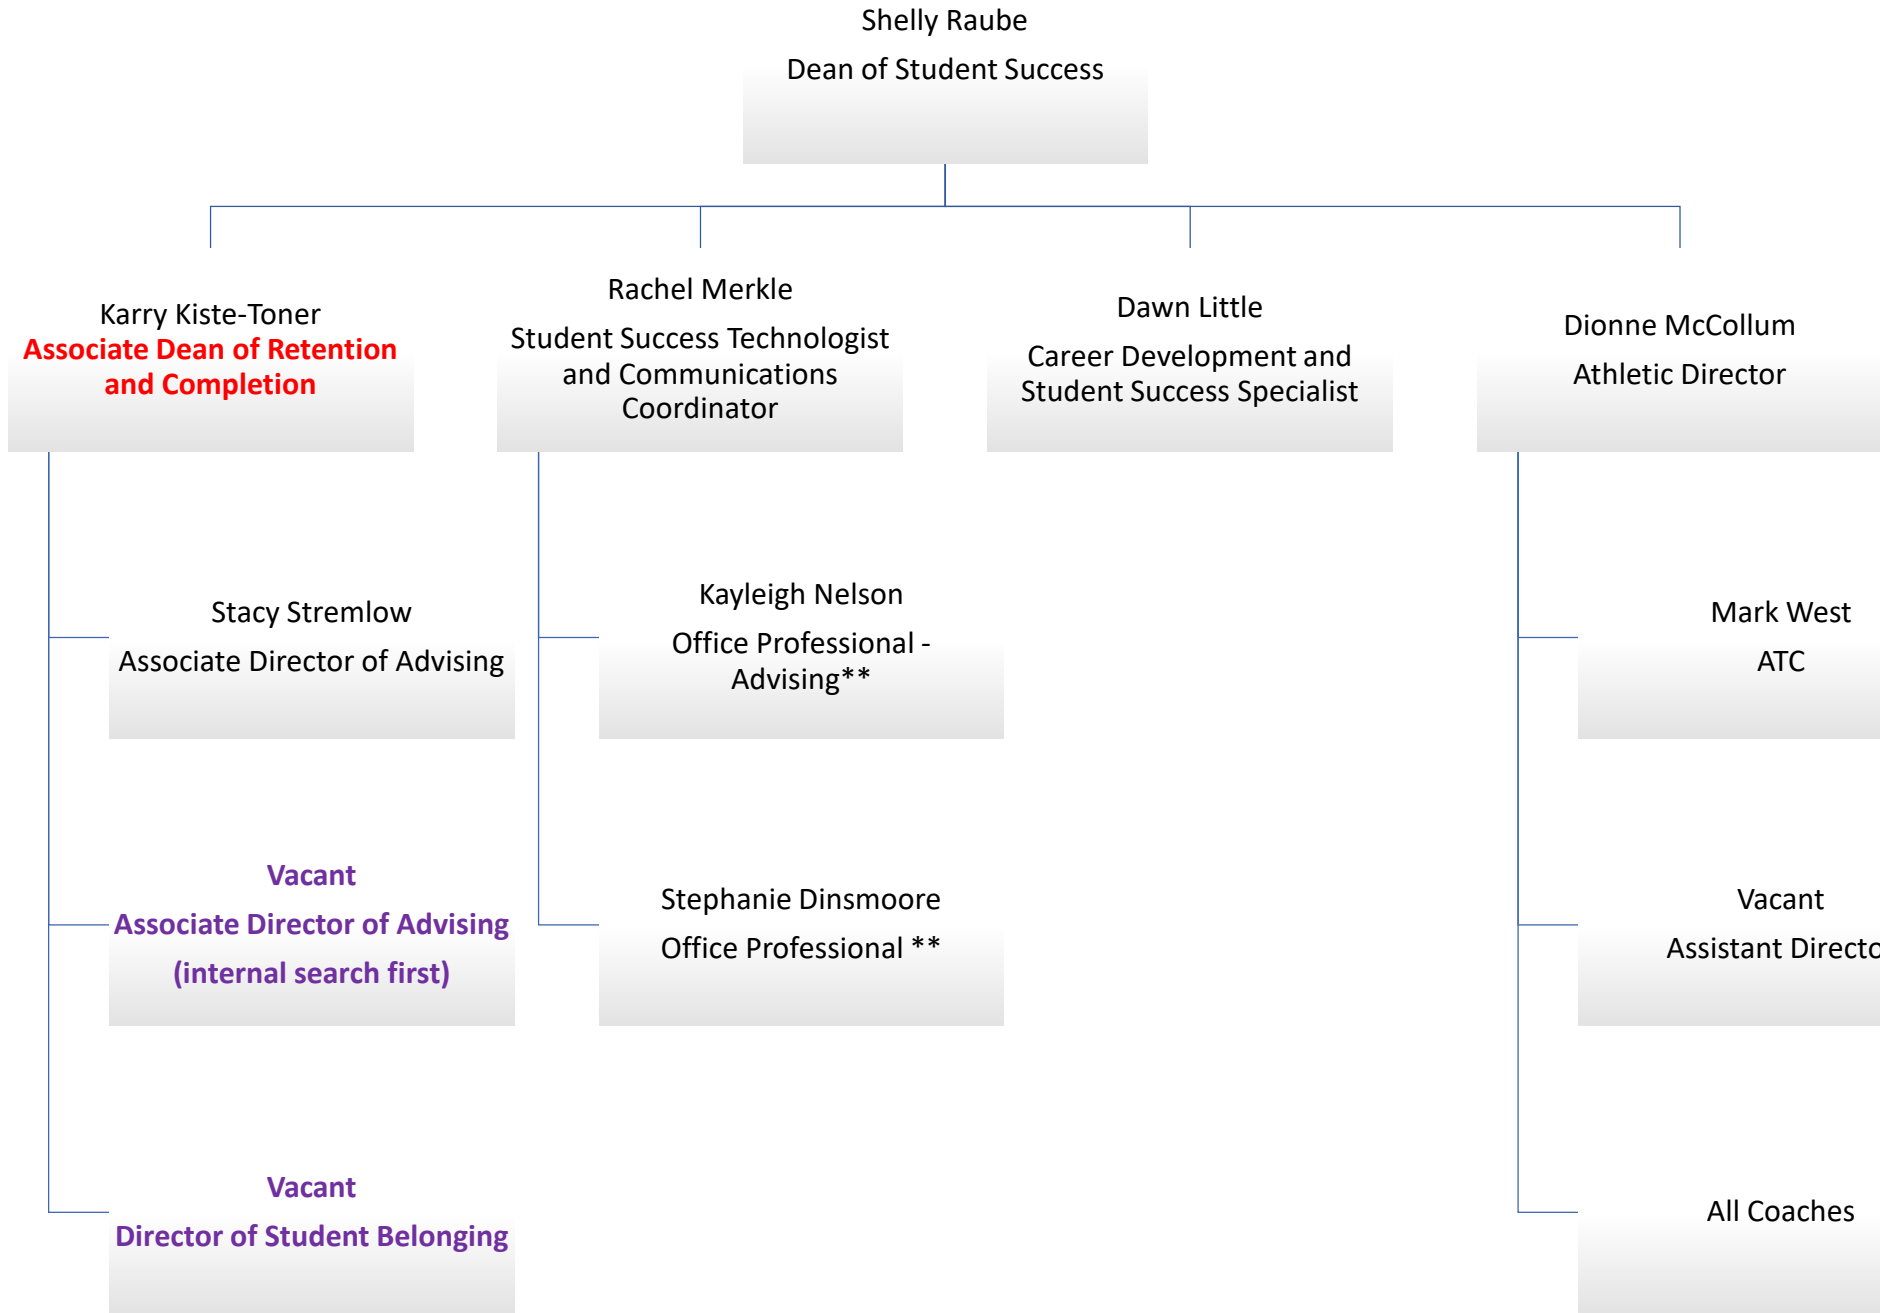 Shelly Raube
Dean of Student Success
Karry Kiste-Toner
Associate Dean of Retention
and Completion
Rachel Merkle
Student Success Technologist
and Communications
Coordinator
Dawn Little
Career Development and
Student Success Specialist
Dionne McCollum
Athletic Director
Stacy Stremlow
Associate Director of Advising
Kayleigh Nelson
Office Professional -
Advising**
Mark West
ATC
Vacant
Associate Director of Advising
(internal search first)
Stephanie Dinsmoore
Office Professional **
Vacant
Assistant Directo
Vacant
Director of Student Belonging
All Coaches